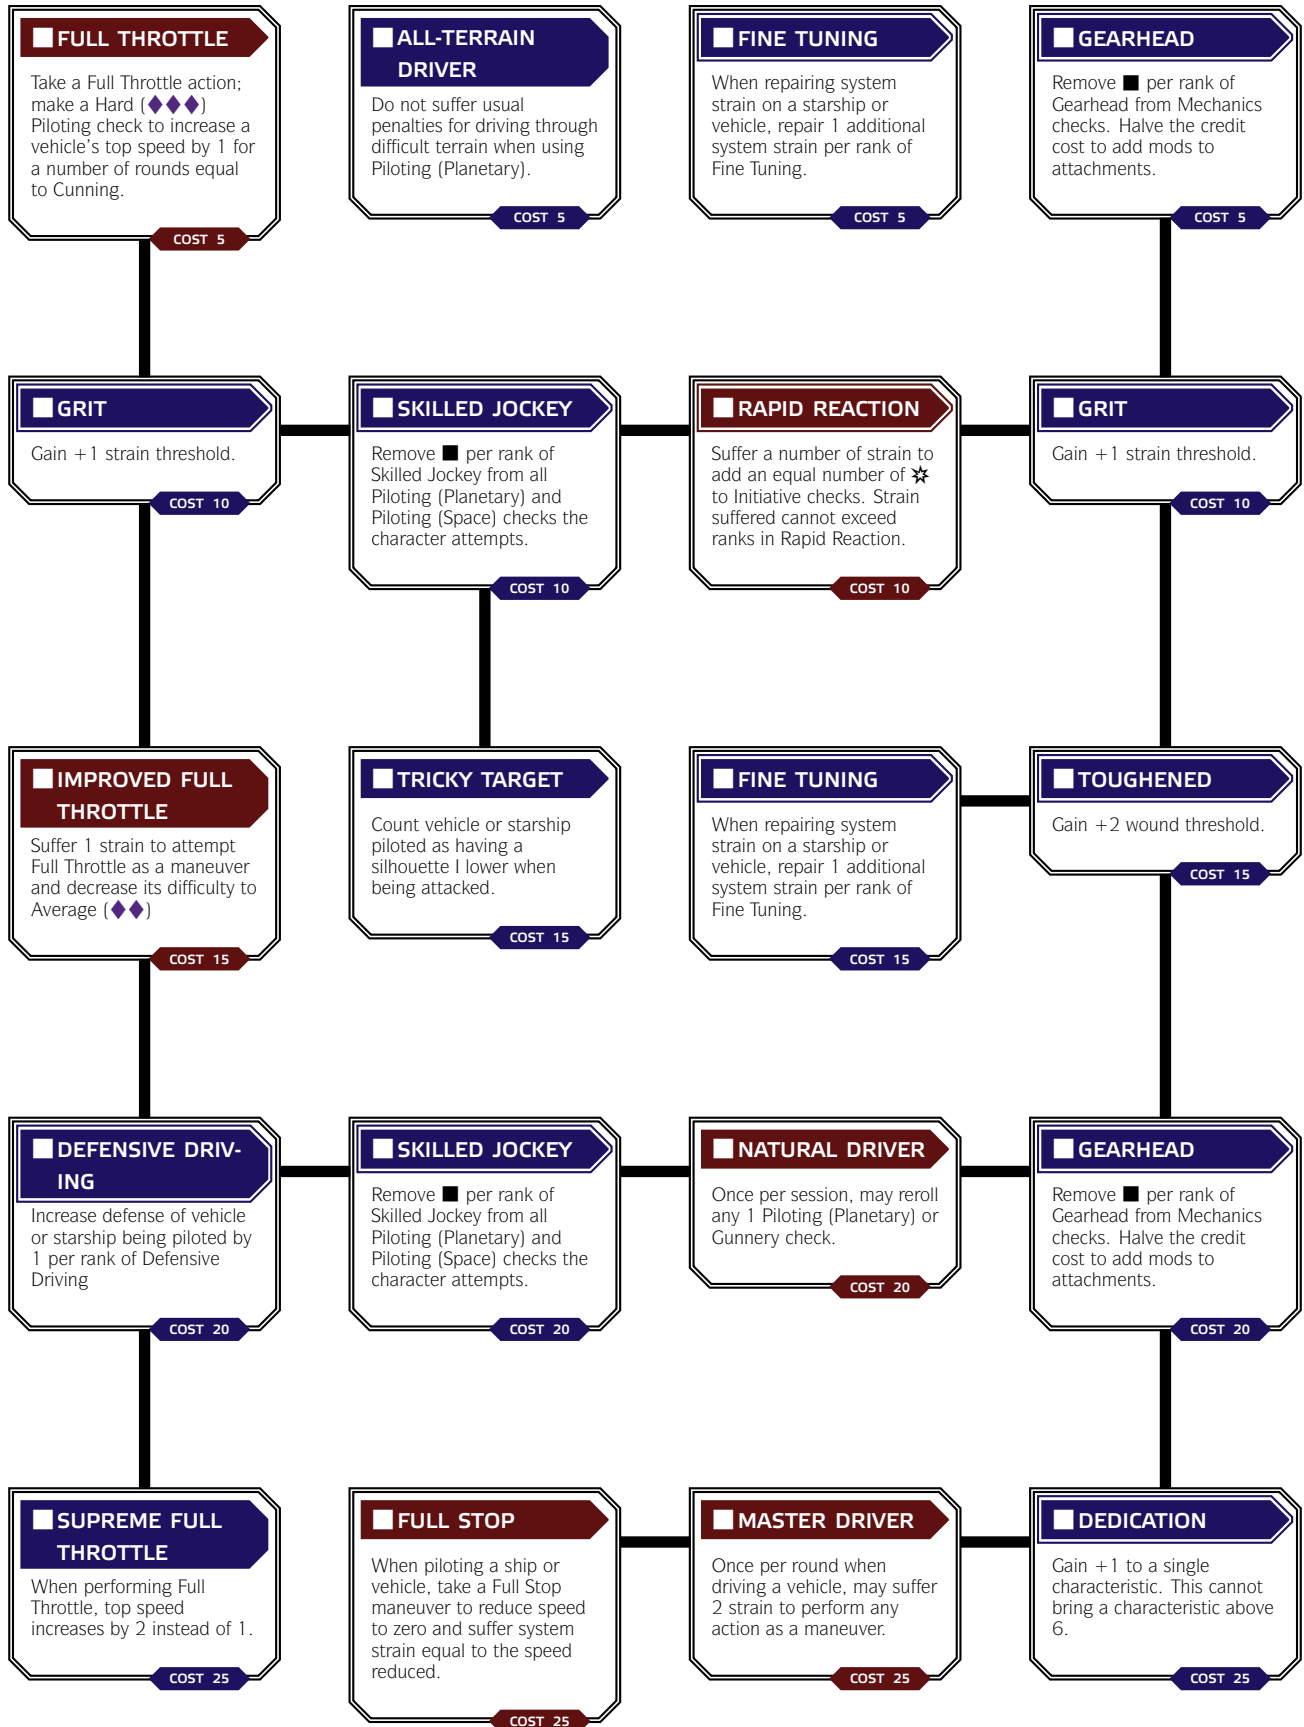 FULL THROTTLE
Take a Full Throttle action;
make a Hard (♦♦♦)
Piloting check to increase a
vehicle's top speed by 1 for
a number of rounds equal
to Cunning.
COST 5
ALL-TERRAIN
DRIVER
Do not suffer usual
penalties for driving through
difficult terrain when using
Piloting (Planetary).
COST 5
FINE TUNING
When repairing system
strain on a starship or
vehicle, repair 1 additional
system strain per rank of
Fine Tuning.
COST 5
GEARHEAD
Remove ■ per rank of
Gearhead from Mechanics
checks. Halve the credit
cost to add mods to
attachments.
COST 5
GRIT
Gain +1 strain threshold.
COST 10
SKILLED JOCKEY
Remove ■ per rank of
Skilled Jockey from all
Piloting (Planetary) and
Piloting (Space) checks the
character attempts.
COST 10
RAPID REACTION
Suffer a number of strain to
add an equal number of
to Initiative checks. Strain
suffered cannot exceed
ranks in Rapid Reaction.
COST 10
GRIT
Gain +1 strain threshold.
COST 10
IMPROVED FULL
THROTTLE
Suffer 1 strain to attempt
Full Throttle as a maneuver
and decrease its difficulty to
Average (♦♦)
COST 15
TRICKY TARGET
Count vehicle or starship
piloted as having a
silhouette I lower when
being attacked.
COST 15
FINE TUNING
When repairing system
strain on a starship or
vehicle, repair 1 additional
system strain per rank of
Fine Tuning.
COST 15
TOUGHENED
Gain +2 wound threshold.
COST 15
DEFENSIVE DRIV-
ING
Increase defense of vehicle
or starship being piloted by
1 per rank of Defensive
Driving
COST 20
SKILLED JOCKEY
Remove ■ per rank of
Skilled Jockey from all
Piloting (Planetary) and
Piloting (Space) checks the
character attempts.
COST 20
NATURAL DRIVER
Once per session, may reroll
any 1 Piloting (Planetary) or
Gunnery check.
COST 20
GEARHEAD
Remove ■ per rank of
Gearhead from Mechanics
checks. Halve the credit
cost to add mods to
attachments.
COST 20
SUPREME FULL
THROTTLE
When performing Full
Throttle, top speed
increases by 2 instead of 1.
COST 25
FULL STOP
When piloting a ship or
vehicle, take a Full Stop
maneuver to reduce speed
to zero and suffer system
strain equal to the speed
reduced.
COST 25
MASTER DRIVER
Once per round when
driving a vehicle, may suffer
2 strain to perform any
action as a maneuver.
COST 25
DEDICATION
Gain +1 to a single
characteristic. This cannot
bring a characteristic above
6.
COST 25